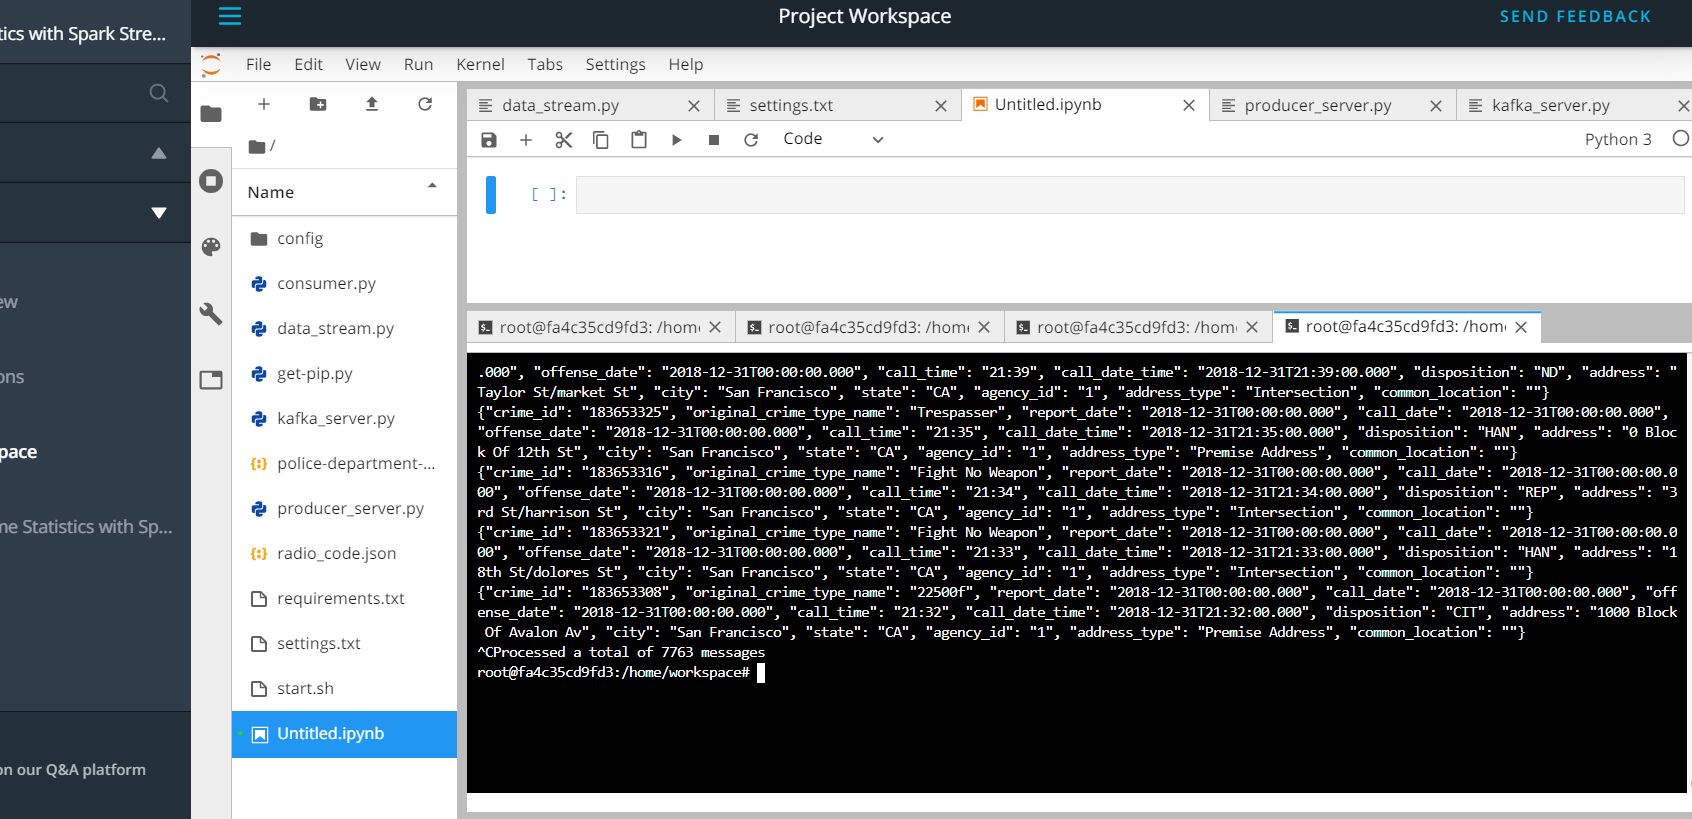 tics with Spark Stre...
Project Workspace
SEND FEEDBACK
File Edit View Run Kernel Tabs Settings Help
data_stream.py
settings.txt
Untitled.ipynb
producer_server.py
kafka_server.py
Code
Python 3
/
Name
[ ]:
config
consumer.py
data_stream.py
get-pip.py
kafka_server.py
police-department-...
producer_server.py
radio_code.json
requirements.txt
settings.txt
start.sh
Untitled.ipynb
ew
ons
pace
me Statistics with Sp...
on our Q&A platform
root@fa4c35cd9fd3: /home
root@fa4c35cd9fd3: /home
root@fa4c35cd9fd3: /home
root@fa4c35cd9fd3: /home
.000", "offense_date": "2018-12-31T00:00:00.000", "call_time": "21:39", "call_date_time": "2018-12-31T21:39:00.000", "disposition": "ND", "address": "
Taylor St/market St", "city": "San Francisco", "state": "CA", "agency_id": "1", "address_type": "Intersection", "common_location": ""}
{"crime_id": "183653325", "original_crime_type_name": "Trespasser", "report_date": "2018-12-31T00:00:00.000", "call_date": "2018-12-31T00:00:00.000",
"offense_date": "2018-12-31T00:00:00.000", "call_time": "21:35", "call_date_time": "2018-12-31T21:35:00.000", "disposition": "HAN", "address": "0 Bloc
k Of 12th St", "city": "San Francisco", "state": "CA", "agency_id": "1", "address_type": "Premise Address", "common_location": ""}
{"crime_id": "183653316", "original_crime_type_name": "Fight No Weapon", "report_date": "2018-12-31T00:00:00.000", "call_date": "2018-12-31T00:00:00.0
00", "offense_date": "2018-12-31T00:00:00.000", "call_time": "21:34", "call_date_time": "2018-12-31T21:34:00.000", "disposition": "REP", "address": "3
rd St/harrison St", "city": "San Francisco", "state": "CA", "agency_id": "1", "address_type": "Intersection", "common_location": ""}
{"crime_id": "183653321", "original_crime_type_name": "Fight No Weapon", "report_date": "2018-12-31T00:00:00.000", "call_date": "2018-12-31T00:00:00.0
00", "offense_date": "2018-12-31T00:00:00.000", "call_time": "21:33", "call_date_time": "2018-12-31T21:33:00.000", "disposition": "HAN", "address": "1
8th St/dolores St", "city": "San Francisco", "state": "CA", "agency_id": "1", "address_type": "Intersection", "common_location": ""}
{"crime_id": "183653308", "original_crime_type_name": "22500f", "report_date": "2018-12-31T00:00:00.000", "call_date": "2018-12-31T00:00:00.000", "off
ense_date": "2018-12-31T00:00:00.000", "call_time": "21:32", "call_date_time": "2018-12-31T21:32:00.000", "disposition": "CIT", "address": "1000 Block
Of Avalon Av", "city": "San Francisco", "state": "CA", "agency_id": "1", "address_type": "Premise Address", "common_location": ""}
^CProcessed a total of 7763 messages
root@fa4c35cd9fd3:/home/workspace#